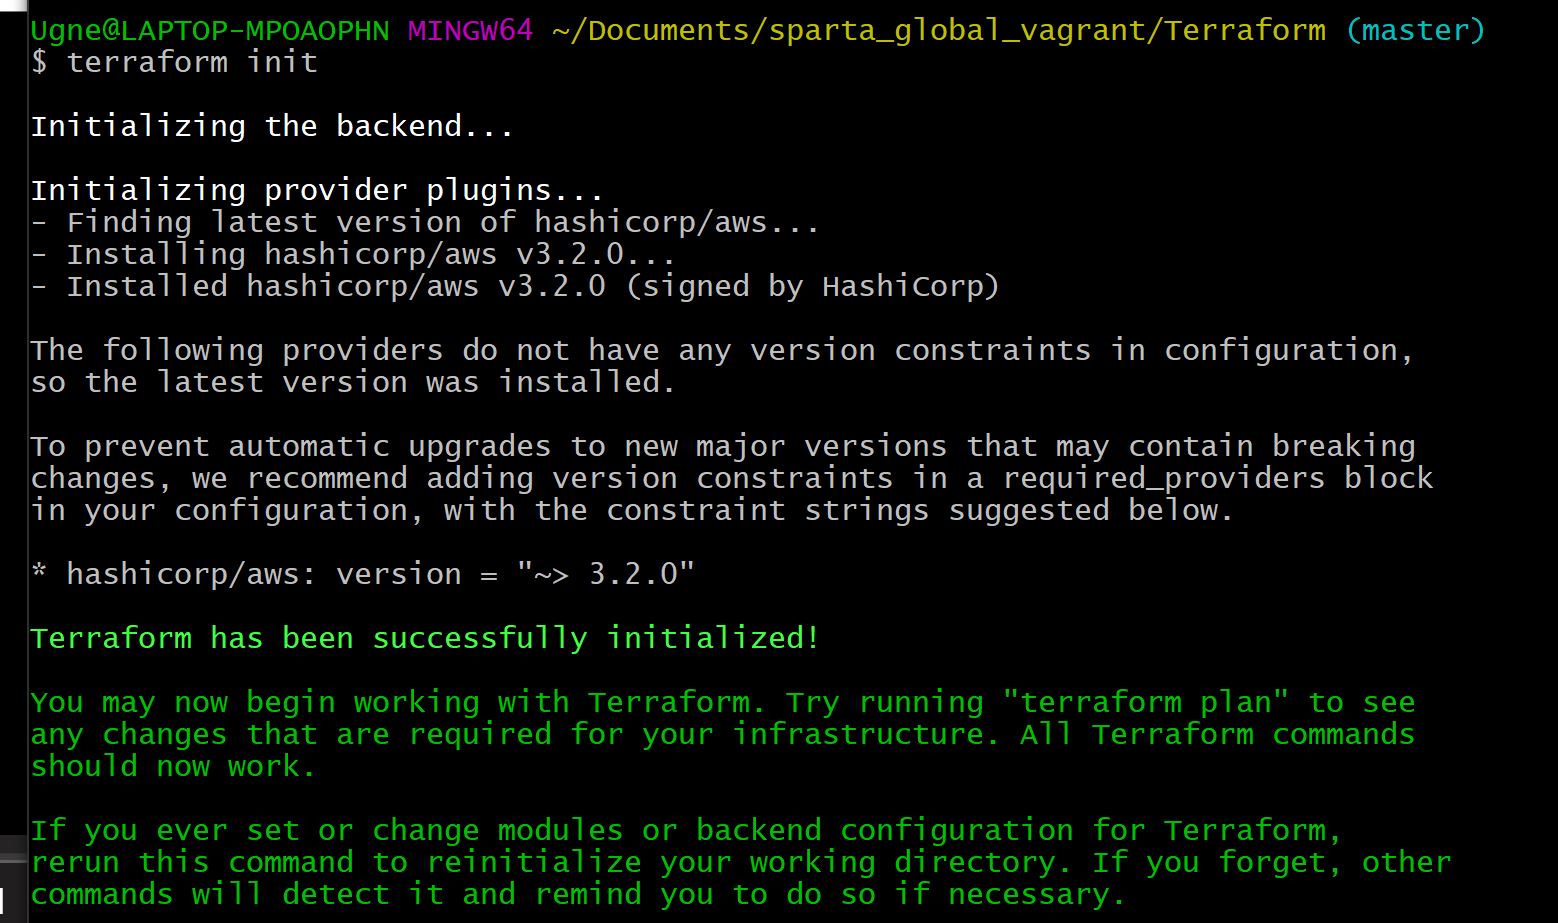 Ugne@LAPTOP-MPOAOPHN MINGW64 ~/Documents/sparta_global_vagrant/Terraform (master)
$ terraform init
Initializing the backend...
Initializing provider plugins...
- Finding latest version of hashicorp/aws...
- Installing hashicorp/aws v3.2.0...
- Installed hashicorp/aws v3.2.0 (signed by HashiCorp)
The following providers do not have any version constraints in configuration,
so the latest version was installed.
To prevent automatic upgrades to new major versions that may contain breaking
changes, we recommend adding version constraints in a required_providers block
in your configuration, with the constraint strings suggested below.
* hashicorp/aws: version = "~> 3.2.0"
Terraform has been successfully initialized!
You may now begin working with Terraform. Try running "terraform plan" to see
any changes that are required for your infrastructure. All Terraform commands
should now work.
If you ever set or change modules or backend configuration for Terraform,
rerun this command to reinitialize your working directory. If you forget, other
commands will detect it and remind you to do so if necessary.